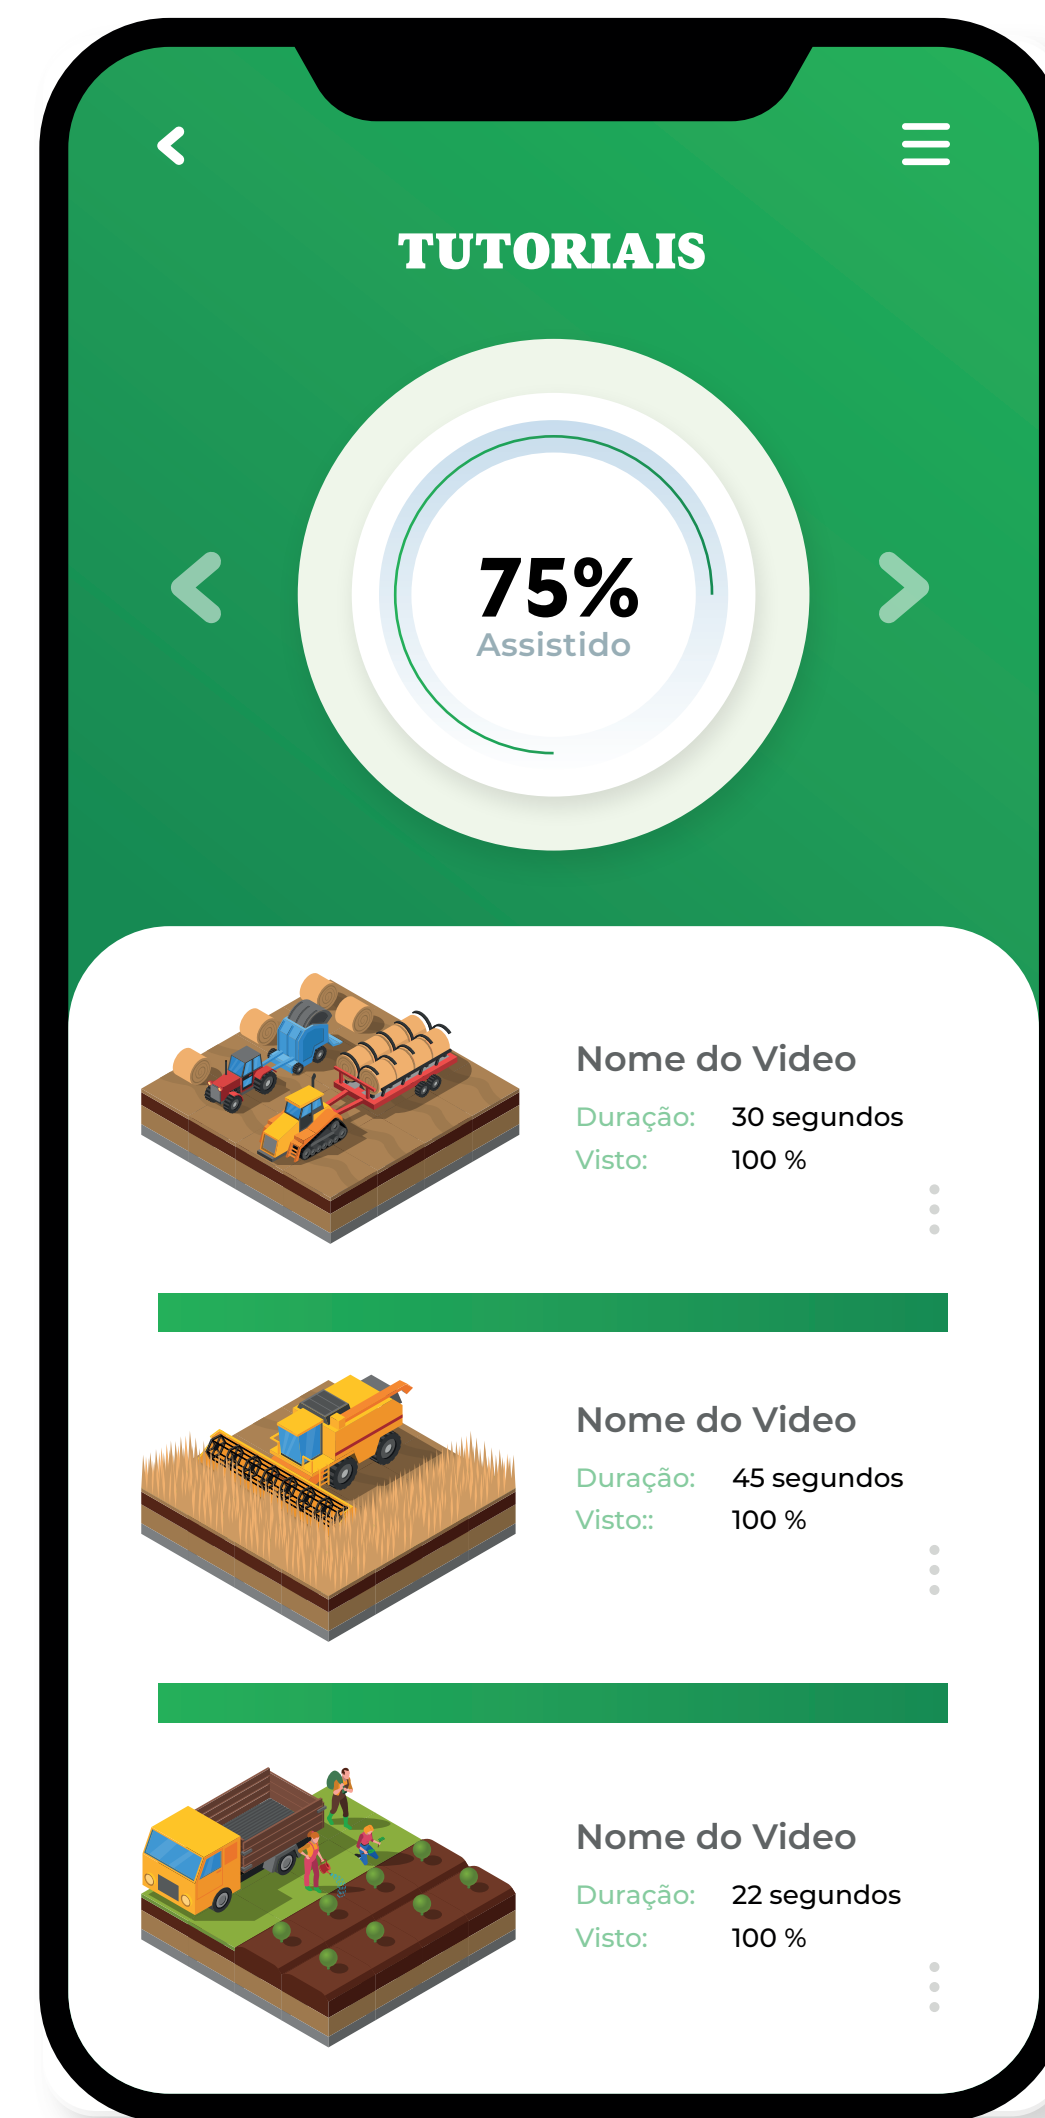 TUTORIAIS
75%
Assistido
Nome do Video
Duração: 30 segundos
Visto: 100 %
Nome do Video
Duração: 45 segundos
Visto:: 100 %
Nome do Video
Duração: 22 segundos
Visto: 100 %